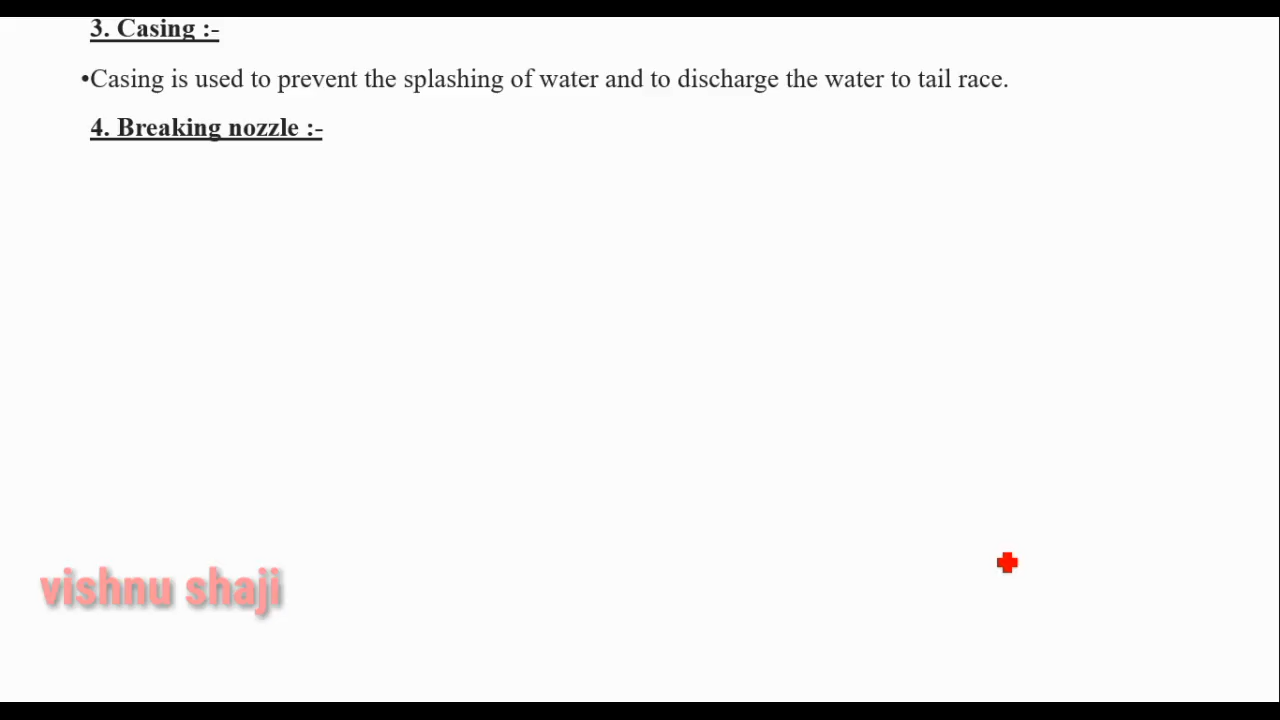 3. Casing :-
•Casing is used to prevent the splashing of water and to discharge the water to tail race.
4. Breaking nozzle :-
vishnu shaji